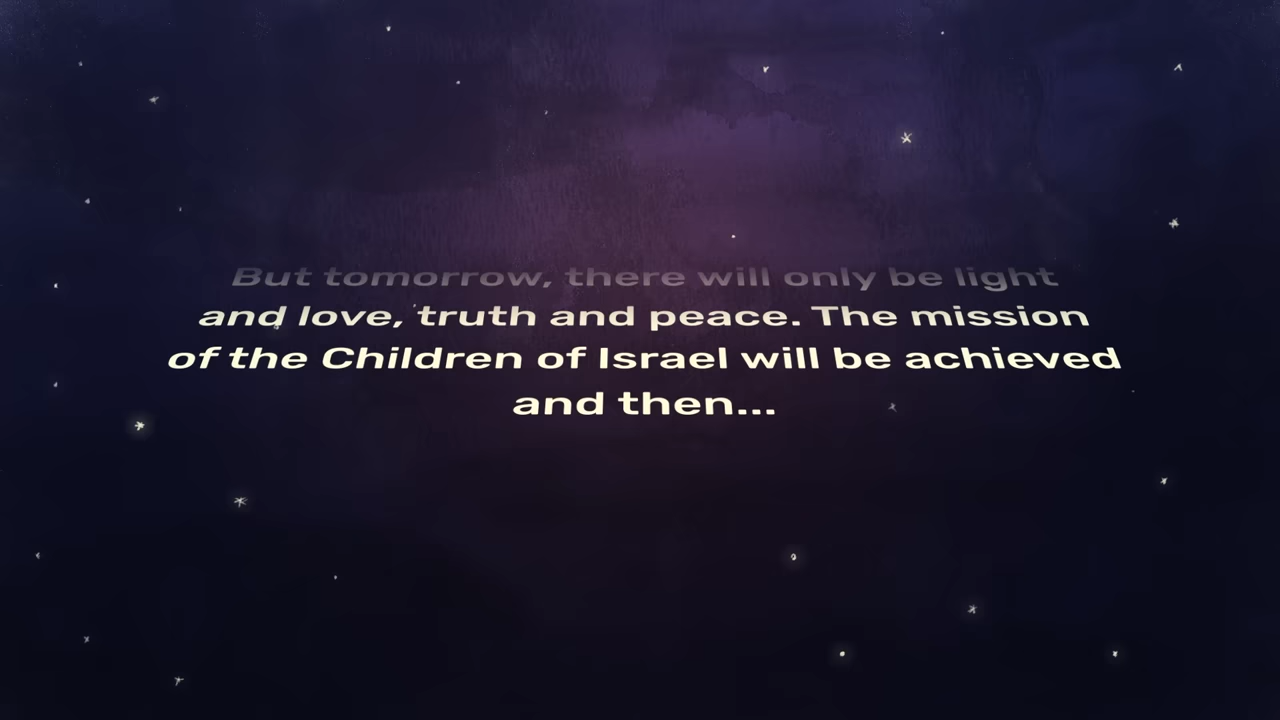 But tomorrow, there will only be light
and love, truth and peace. The mission
of the Children of Israel will be achieved
and then...